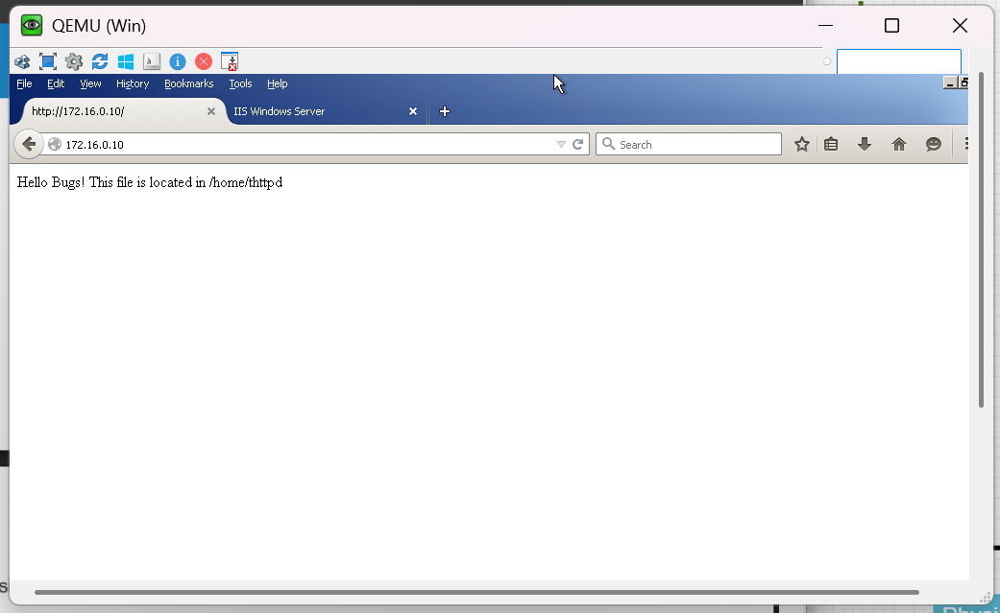 QEMU (Win)
File Edit View History Bookmarks Tools Help
http://172.16.0.10/ IIS Windows Server
172.16.0.10 Search
Hello Bugs! This file is located in /home/thttpd